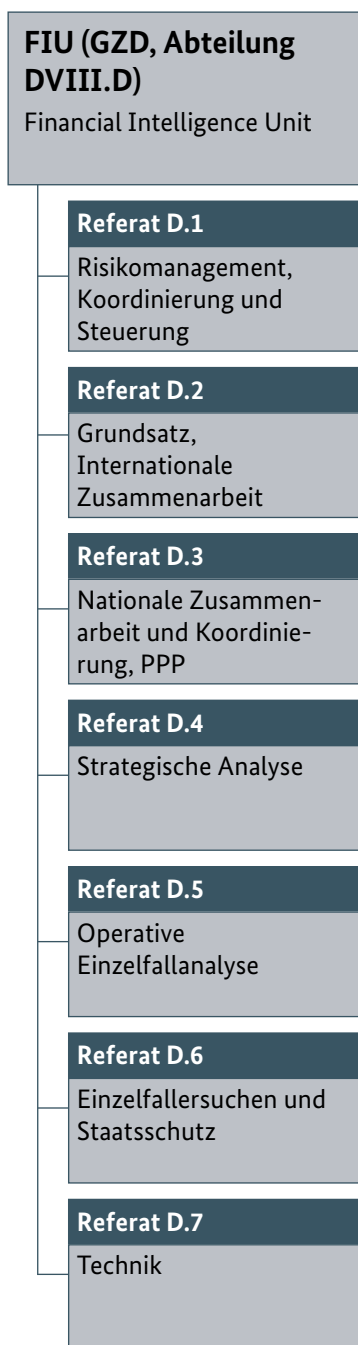 FIU (GZD, Abteilung
DVIII.D)
Financial Intelligence Unit
Referat D.1
Risikomanagement,
Koordinierung und
Steuerung
Referat D.2
Grundsatz,
Internationale
Zusammenarbeit
Referat D.3
Nationale Zusammen-
arbeit und Koordinie-
rung, PPP
Referat D.4
Strategische Analyse
Referat D.5
Operative
Einzelfallanalyse
Referat D.6
Einzelfallersuchen und
Staatsschutz
Referat D.7
Technik